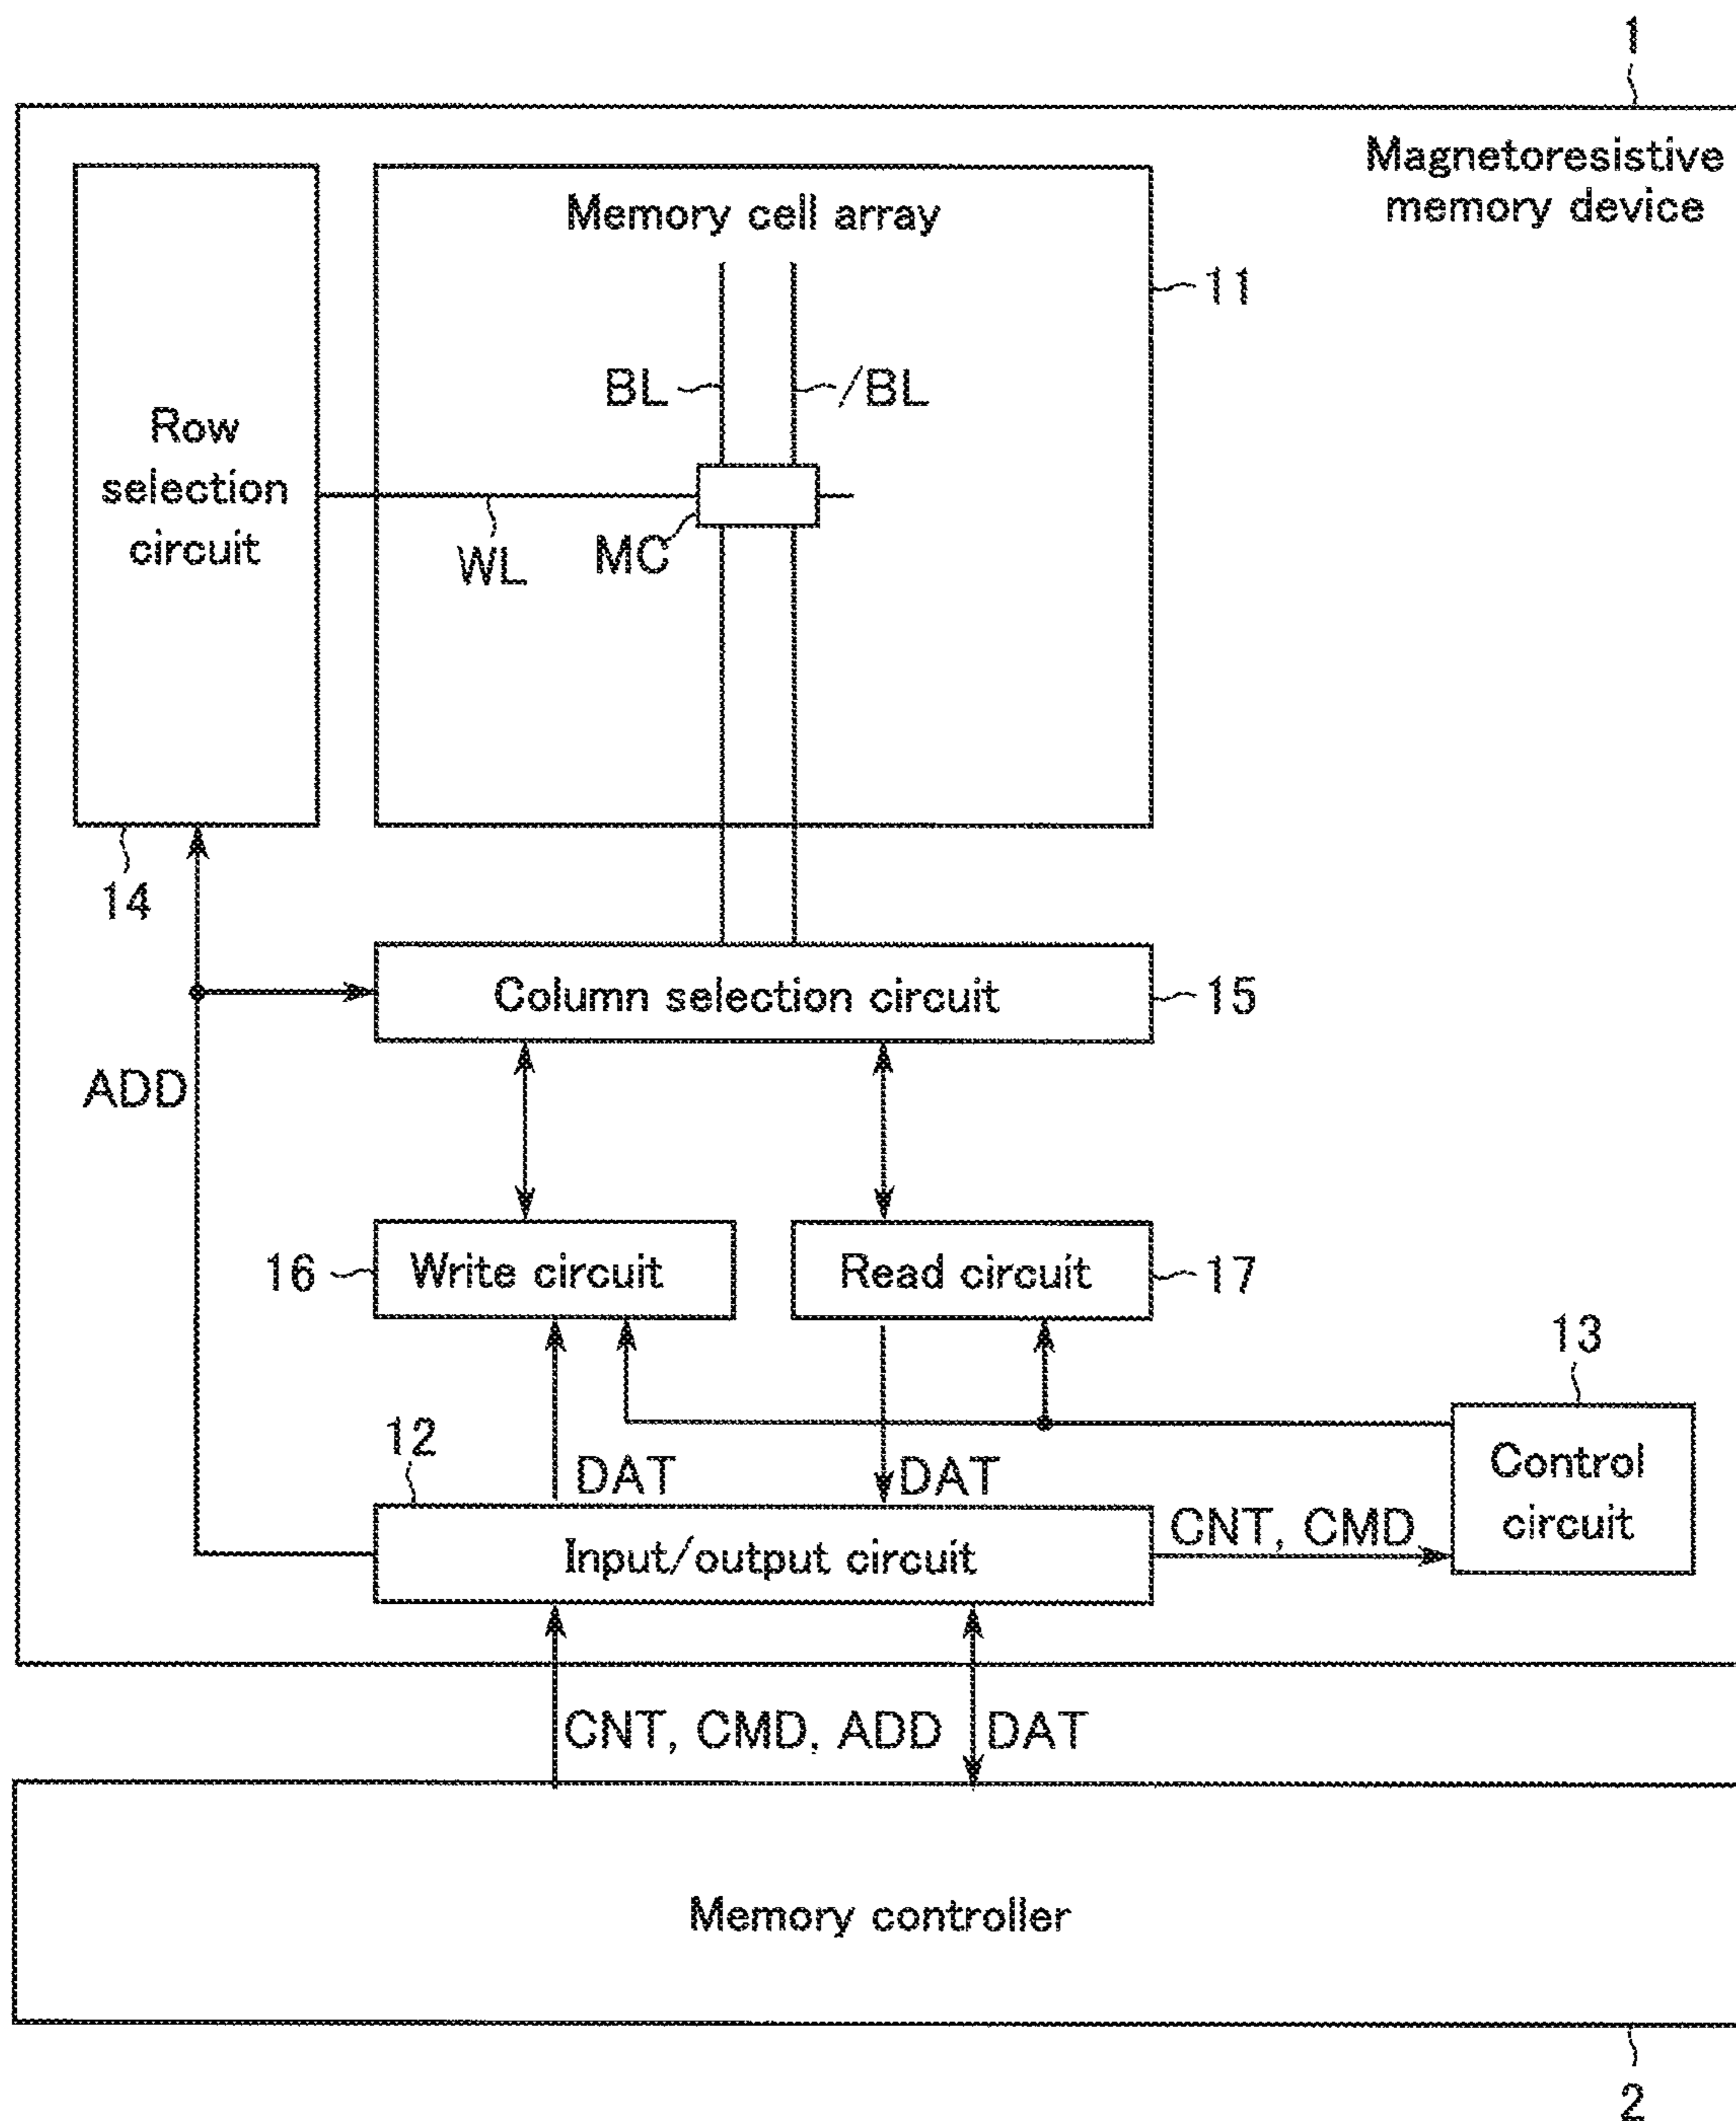 1
Magnetoresistive
memory device
Memory cell array
11
BL
/BL
Row
selection
circuit
WL
MC
14
Column selection circuit
15
ADD
16
Write circuit
Read circuit
17
13
12
DAT
DAT
Control
circuit
CNT, CMD
Input/output circuit
CNT, CMD, ADD
DAT
Memory controller
2